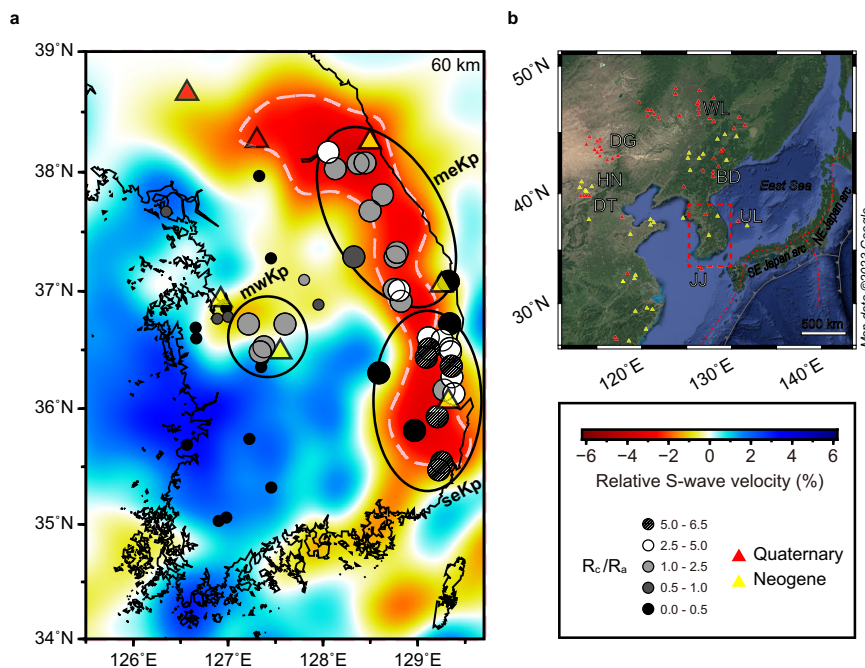 a
39°N
38°N
37°N
36°N
35°N
34°N
126°E
127°E
128°E
129°E
60 km
meKp
mwKp
seKp
b
50°N
40°N
30°N
120°E
130°E
140°E
WL
DG
BD
HN
DT
UL
JJ
East Sea
SE Japan arc
NE Japan arc
500 km
Map data ©2023 Google
−6 −4 −2 0 2 4 6
Relative S-wave velocity (%)
Rc/Ra
5.0 - 6.5
2.5 - 5.0
1.0 - 2.5
0.5 - 1.0
0.0 - 0.5
Quaternary
Neogene